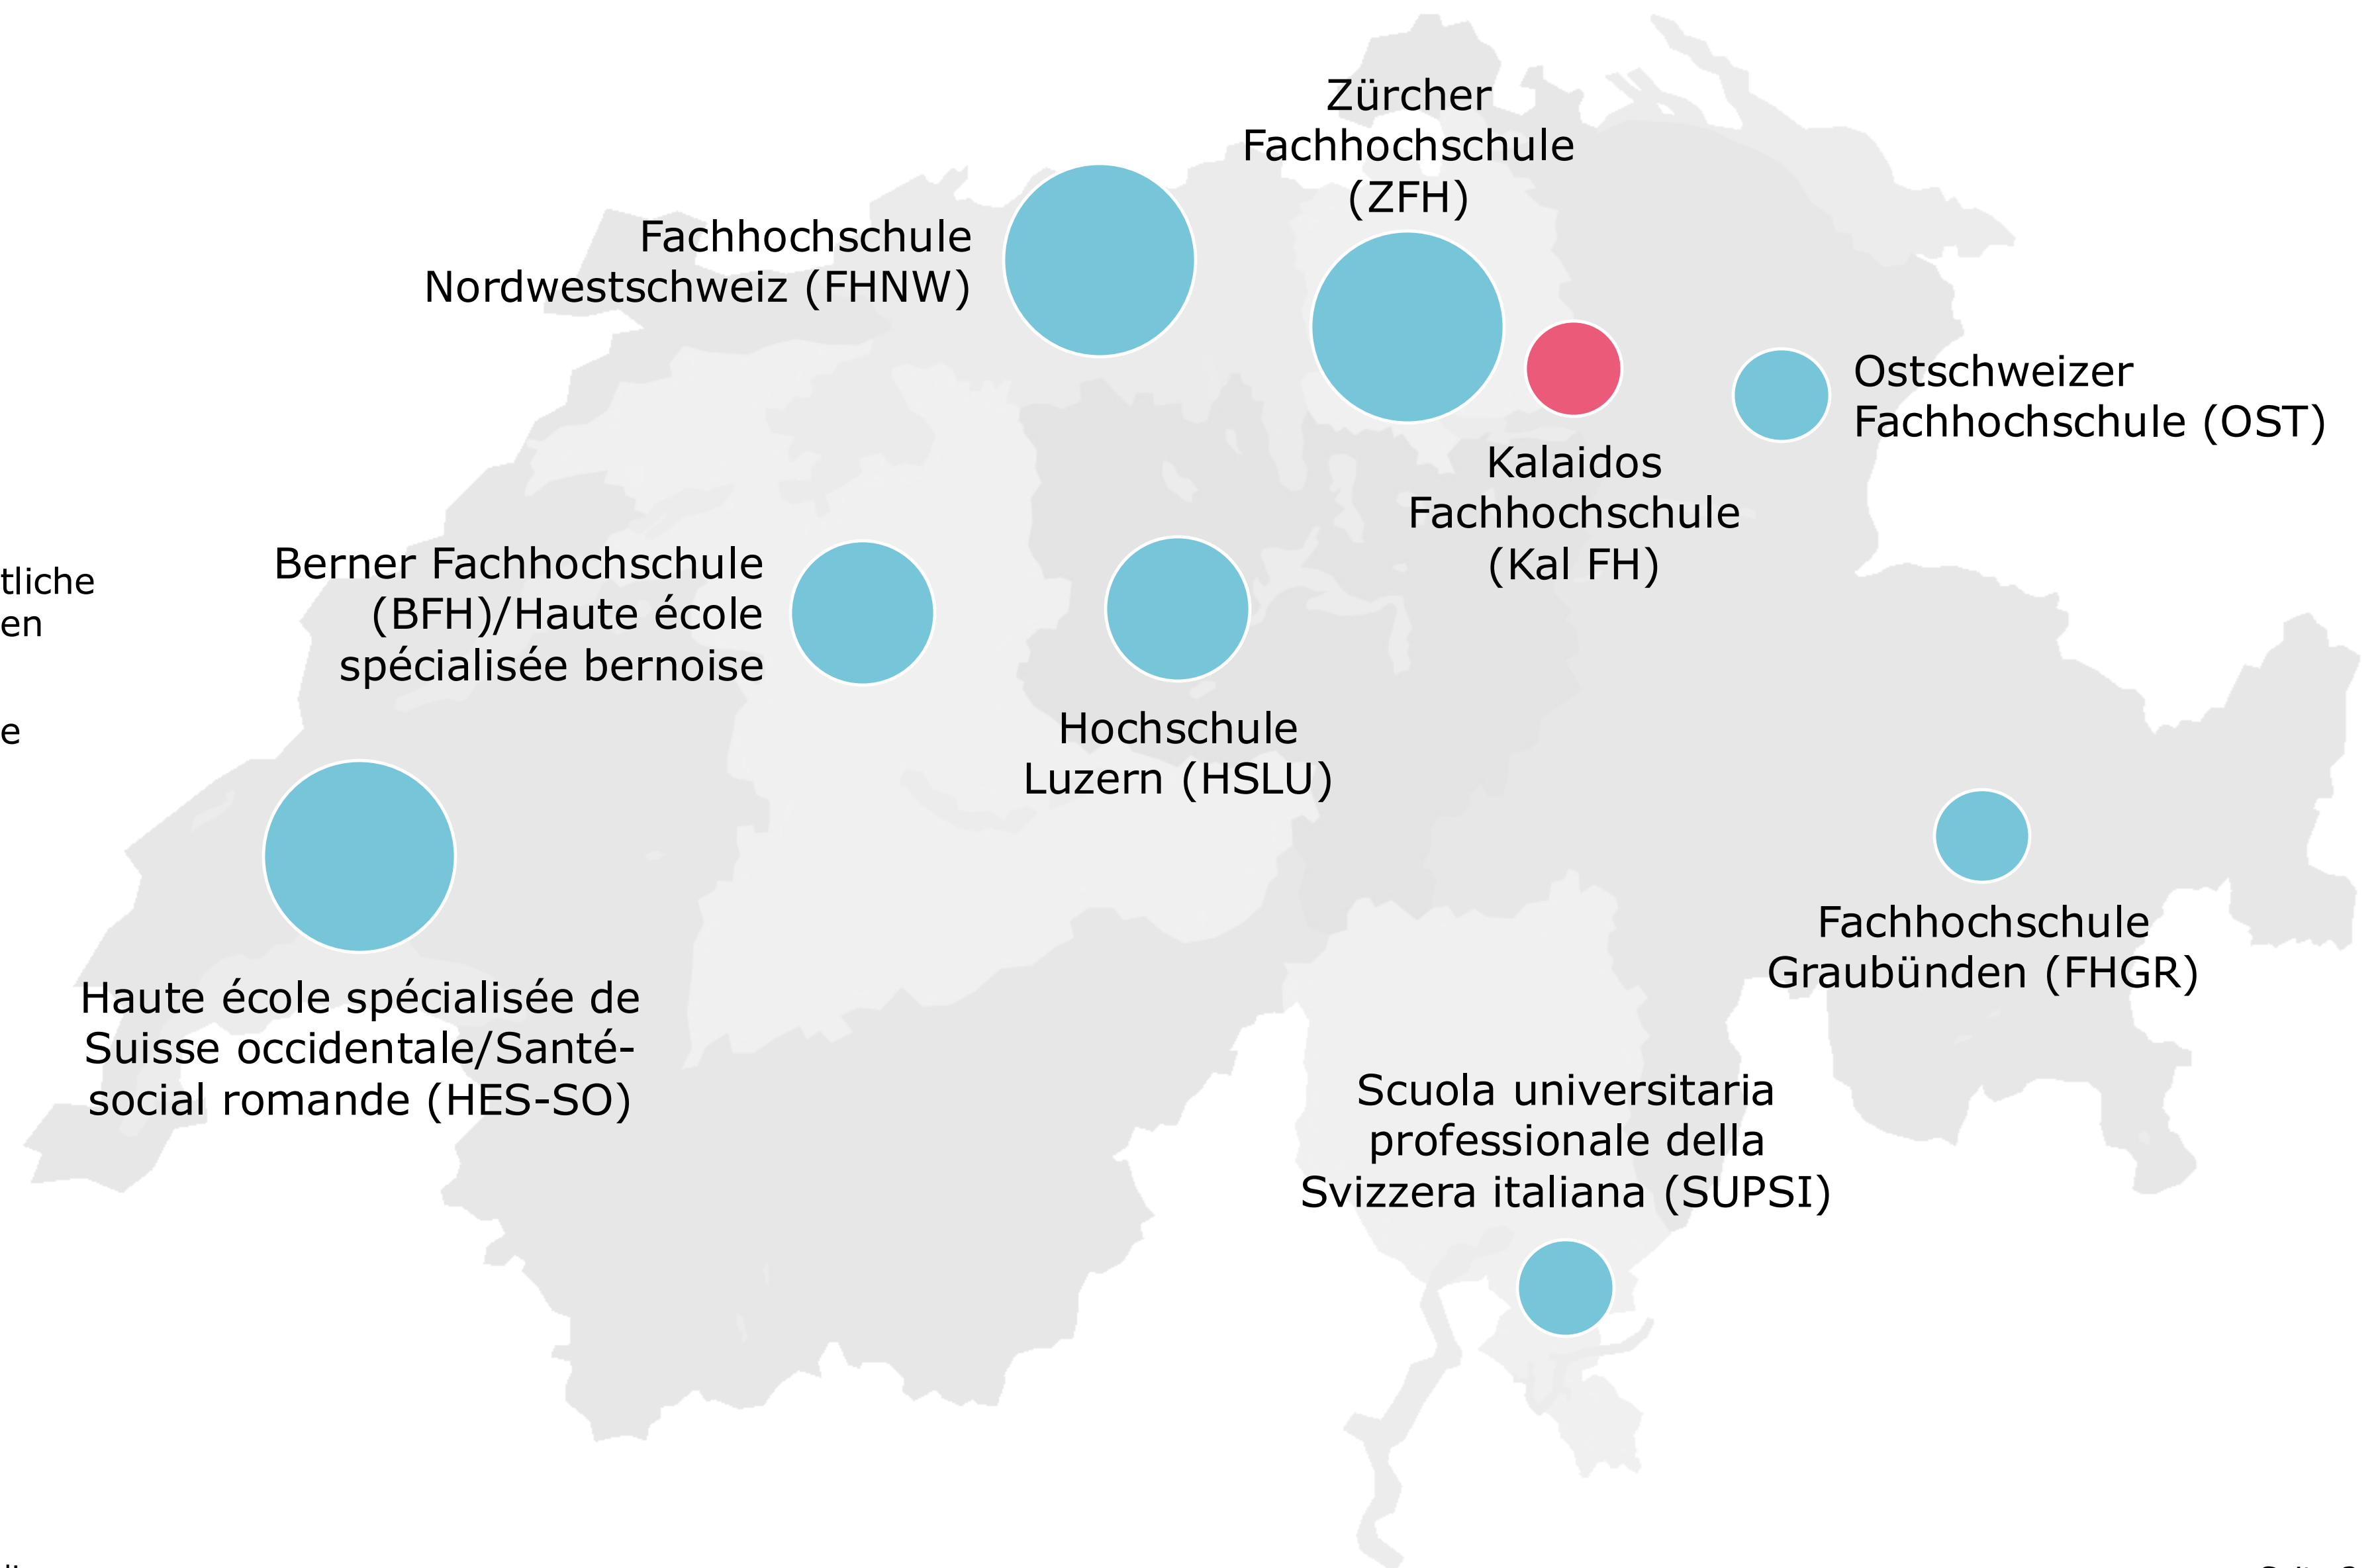 Zürcher
Fachhochschule
(ZFH)
Fachhochschule
Nordwestschweiz (FHNW)
Ostschweizer
Fachhochschule (OST)
Kalaidos
Fachhochschule
(Kal FH)
Berner Fachhochschule
(BFH)/Haute école
spécialisée bernoise
tliche
en
e
Hochschule
Luzern (HSLU)
Fachhochschule
Graubünden (FHGR)
Haute école spécialisée de
Suisse occidentale/Santé-
social romande (HES-SO)
Scuola universitaria
professionale della
Svizzera italiana (SUPSI)